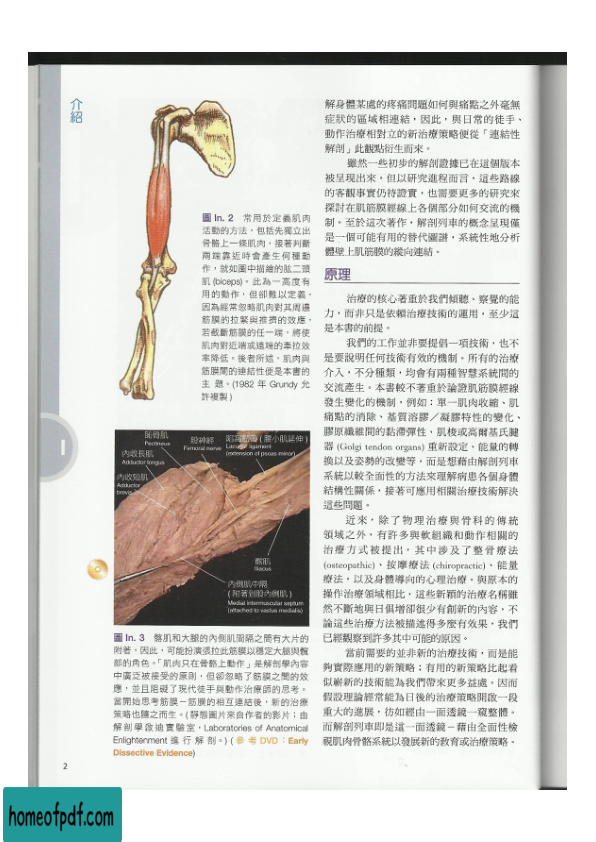 介紹
圖 In. 2 常用於定義肌肉
活動的方法，包括先獨立出
骨骼上一條肌肉，接著判斷
兩端靠近時會產生何種動
作，就如圖中描繪的肱二頭
肌 (biceps)。此為一高度有
用的動作，但卻難以定義，
因為經常忽略肌肉對其周邊
筋膜的拉緊與推擠的效應。
若截斷筋膜的任一端，將使
肌肉對近端或遠端的牽拉效
率降低。後者所述，肌肉與
筋膜間的連結性便是本書的
主題。(1982 年 Grundy 允
許複製)
恥骨肌
Pectineus
股神經
Femoral nerve
(腰小肌延伸)
Lacunar ligament
(extension of psoas minor)
內收長肌
Adductor longus
內收短肌
Adductor
brevis
髂肌
Iliacus
內側肌中隔
(附著到股內側肌)
Medial intermuscular septum
(attached to vastus medialis)
圖 In. 3 髂肌和大腿的內側肌間隔之間有大片的
附著，因此，可能扮演張拉此筋膜以穩定大腿與髖
部的角色。「肌肉只在骨骼上動作」是解剖學內容
中廣泛被接受的原則，但卻忽略了筋膜之間的效
應，並且阻礙了現代徒手與動作治療師的思考。
當開始思考筋膜－筋膜的相互連結後，新的治療
策略也隨之而生。(靜態圖片來自作者的影片；由
解剖學啟迪實驗室，Laboratories of Anatomical
Enlightenment 進行解剖。) (參考 DVD：Early
Dissective Evidence)
2
I
解身體某處的疼痛問題如何與痛點之外毫無
症狀的區域相連結，因此，與日常的徒手、
動作治療相對立的新治療策略便從「連結性
解剖」此觀點衍生而來。
雖然一些初步的解剖證據已在這個版本
被呈現出來，但以研究進程而言，這些路線
的客觀事實仍待證實，也需要更多的研究來
探討在肌筋膜經線上各個部分如何交流的機
制。至於這次著作，解剖列車的概念呈現僅
是一個可能有用的替代圖譜，系統性地分析
體壁上肌筋膜的縱向連結。
原理
治療的核心著重於我們傾聽、察覺的能
力，而非只是依賴治療技術的運用，至少這
是本書的前提。
我們的工作並非要提倡一項技術，也不
是要說明任何技術有效的機制。所有的治療
介入，不分種類，均會有兩種智慧系統間的
交流產生。本書較不著重於論證肌筋膜經線
發生變化的機制，例如：單一肌肉收縮、肌
痛點的消除、基質溶膠／凝膠特性的變化、
膠原纖維間的黏滯彈性、肌梭或高爾基氏腱
器 (Golgi tendon organs) 重新設定、能量的轉
換以及姿勢的改變等，而是想藉由解剖列車
系統以較全面性的方法來理解病患各個身體
結構性關係，接著可應用相關治療技術解決
這些問題。
近來，除了物理治療與骨科的傳統
領域之外，有許多與軟組織和動作相關的
治療方式被提出，其中涉及了整骨療法
(osteopathic)、按摩療法 (chiropractic)、能量
療法，以及身體導向的心理治療。與原本的
操作治療領域相比，這些新穎的治療名稱雖
然不斷地與日俱增卻很少有創新的內容，不
論這些治療方法被描述得多麼有效果，我們
已經觀察到許多其中可能的原因。
當前需要的並非新的治療技術，而是能
夠實際應用的新策略；有用的新策略比起看
似嶄新的技術能為我們帶來更多益處。因而
假設理論經常能為日後的治療策略開啟一段
重大的進展，彷如經由一面透鏡一窺整體。
而解剖列車即是這一面透鏡－藉由全面性檢
視肌肉骨骼系統以發展新的教育或治療策略。
homeofpdf.com